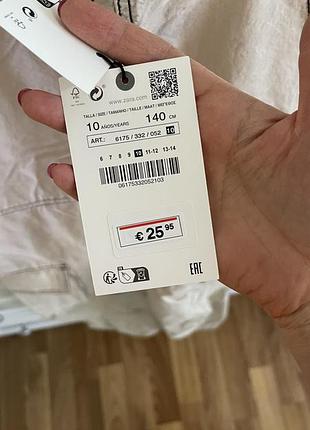 FSC
www.zara.com
TALLA / SIZE / TAMANHO / TAILLE / MAAT / ΜΕΓΕΘΟΣ
10 AÑOS/YEARS 140 CM
ART.: 6175 / 332 / 052 10
6 7 8 9 10 11-12 13-14
06175332052103
€ 25 95
EAC